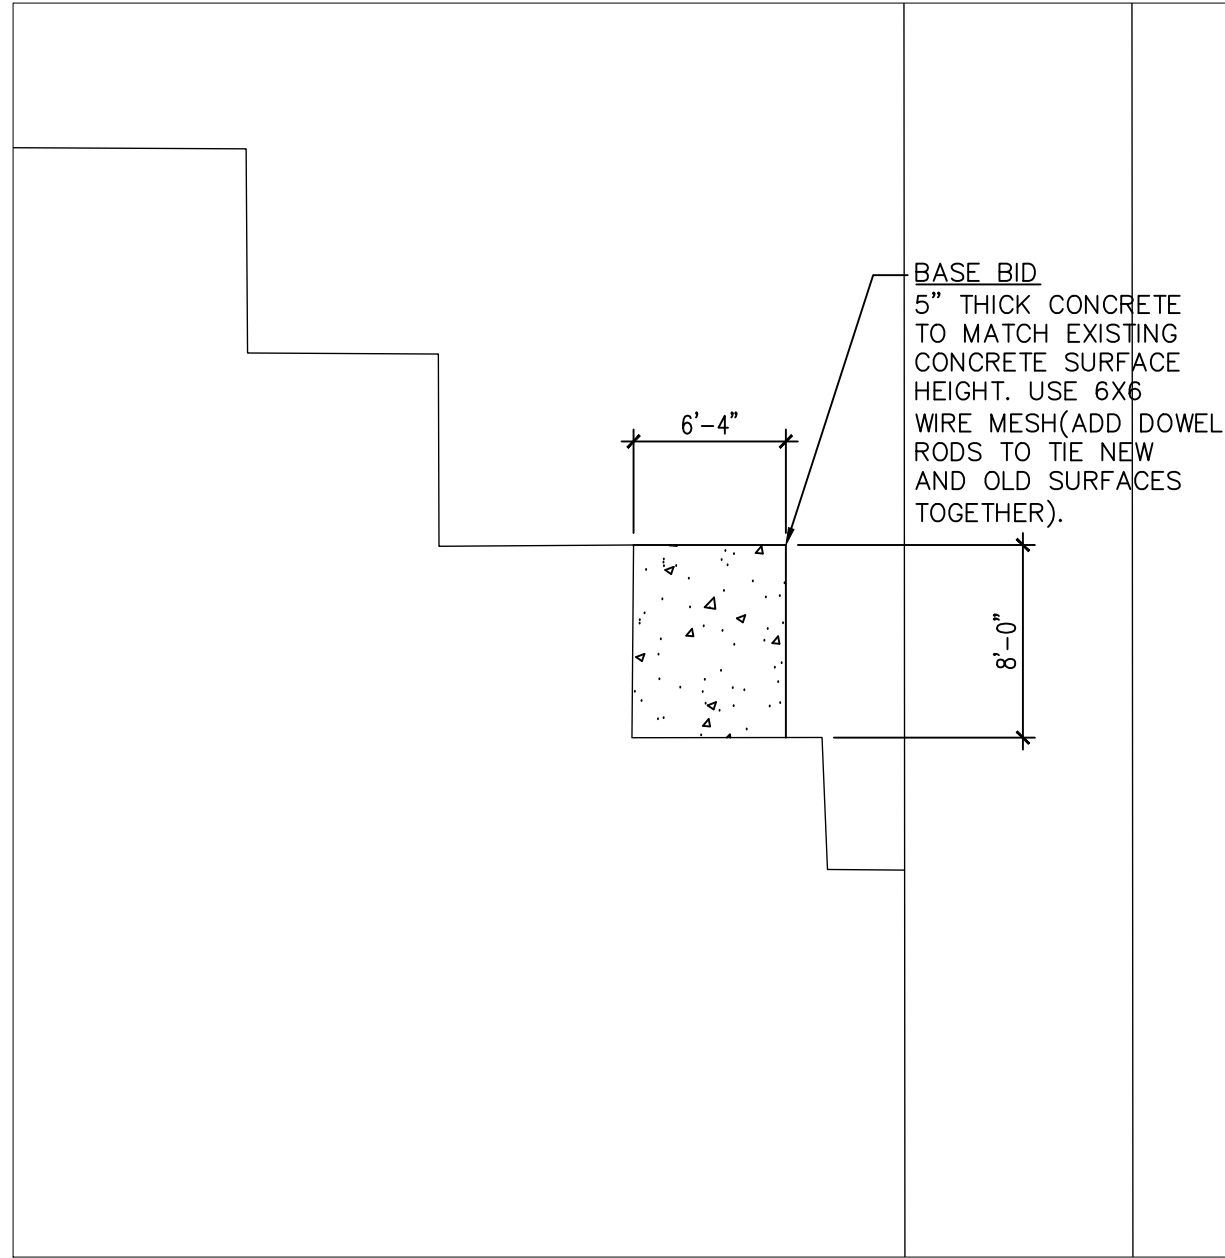 BASE BID
5” THICK CONCRETE
TO MATCH EXISTING
CONCRETE SURFACE
HEIGHT. USE 6X6
WIRE MESH(ADD DOWEL
RODS TO TIE NEW
AND OLD SURFACES
TOGETHER).
6’-4”
8’-0”